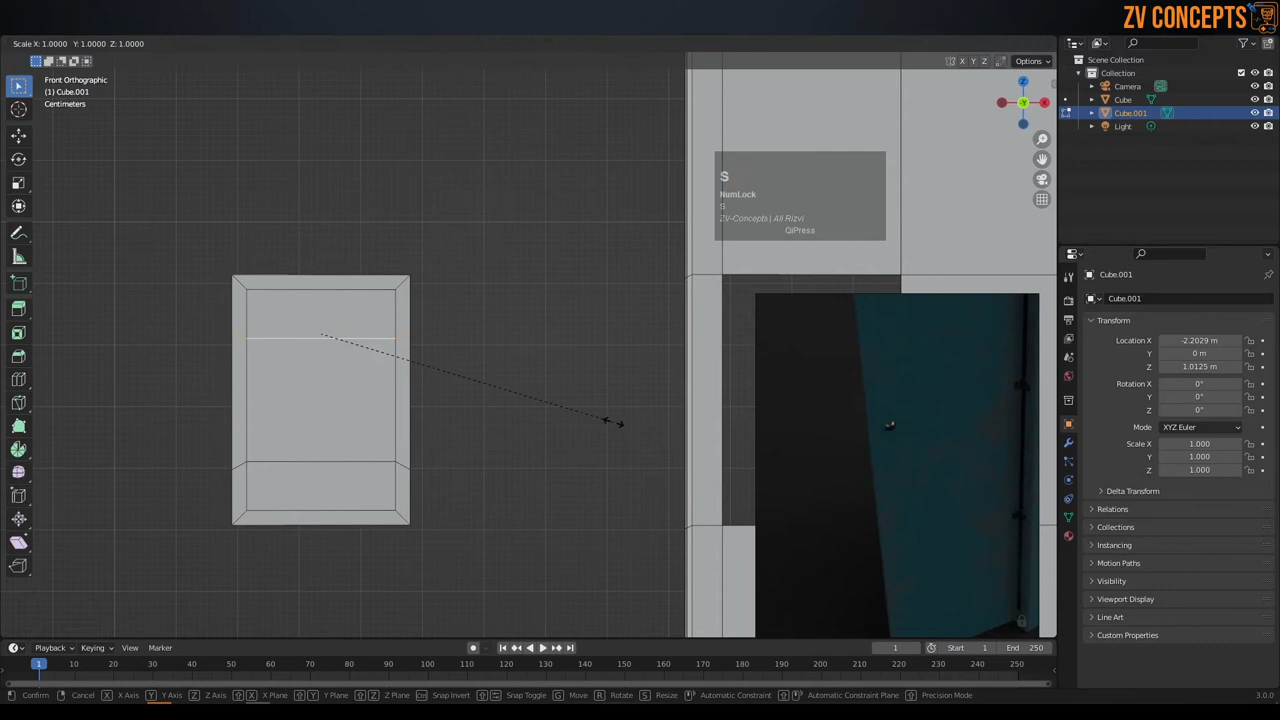 ZV CONCEPTS
Scale X: 1.0000 Y: 1.0000 Z: 1.0000
X Y Z Options
Front Orthographic
(1) Cube.001
Centimeters
Z
-Y
X
S
NumLock
S
ZV-Concepts | Ali Rizvi
QiPress
Scene Collection
Collection
Camera
Cube
Cube.001
Light
Cube.001
Cube.001
Transform
Location X -2.2029 m
Y 0 m
Z 1.0125 m
Rotation X 0°
Y 0°
Z 0°
Mode XYZ Euler
Scale X 1.000
Y 1.000
Z 1.000
Delta Transform
Relations
Collections
Instancing
Motion Paths
Visibility
Viewport Display
Line Art
Custom Properties
Playback Keying View Marker
1 Start 1 End 250
1 10 20 30 40 50 60 70 80 90 100 110 120 130 140 150 160 170 180 190 200 210 220 230 240 250
Confirm Cancel X X Axis Y Y Axis Z Z Axis X X Plane Y Y Plane Z Z Plane Snap Invert Snap Toggle G Move R Rotate S Resize Automatic Constraint Automatic Constraint Plane Precision Mode 3.0.0